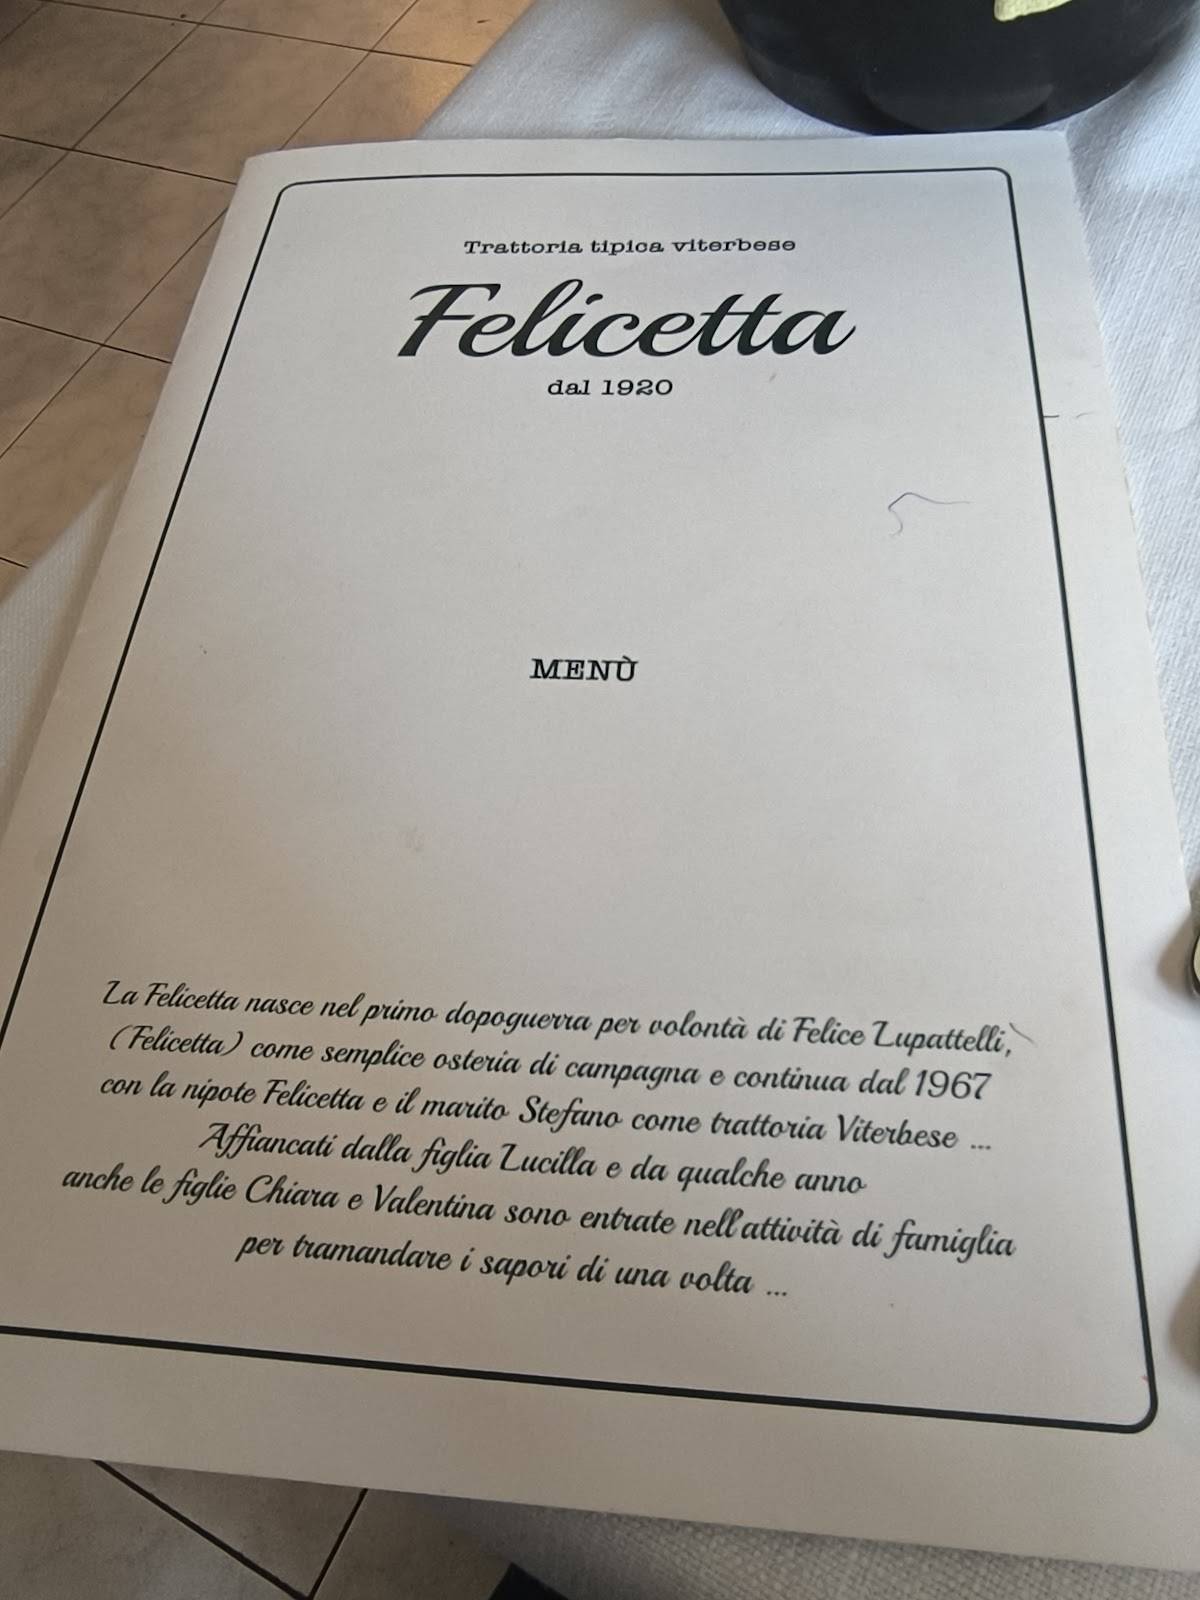 Trattoria tipica viterbese
Felicetta
dal 1920
MENÙ
La Felicetta nasce nel primo dopoguerra per volontà di Felice Lupattelli,
(Felicetta) come semplice osteria di campagna e continua dal 1967
con la nipote Felicetta e il marito Stefano come trattoria Viterbese ...
Affiancati dalla figlia Lucilla e da qualche anno
anche le figlie Chiara e Valentina sono entrate nell'attività di famiglia
per tramandare i sapori di una volta ...